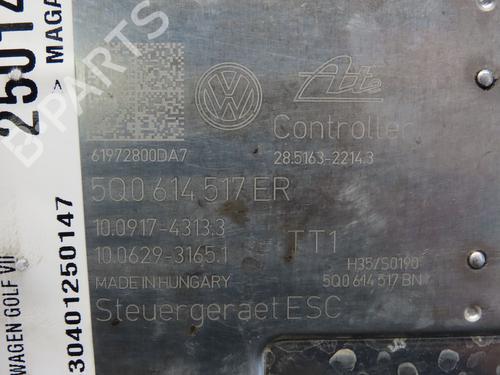 25014
> MAGA
WAGEN GOLF VII
30401250147
B-PARTS
Ate
Controller
61972800DA7
28.5163-2214.3
5Q0 614 517 ER
10.0917-4313.3
TT1
10.0629-3165.1
H35/S0190
MADE IN HUNGARY
5Q0 614 517 BN
Steuergeraet ESC